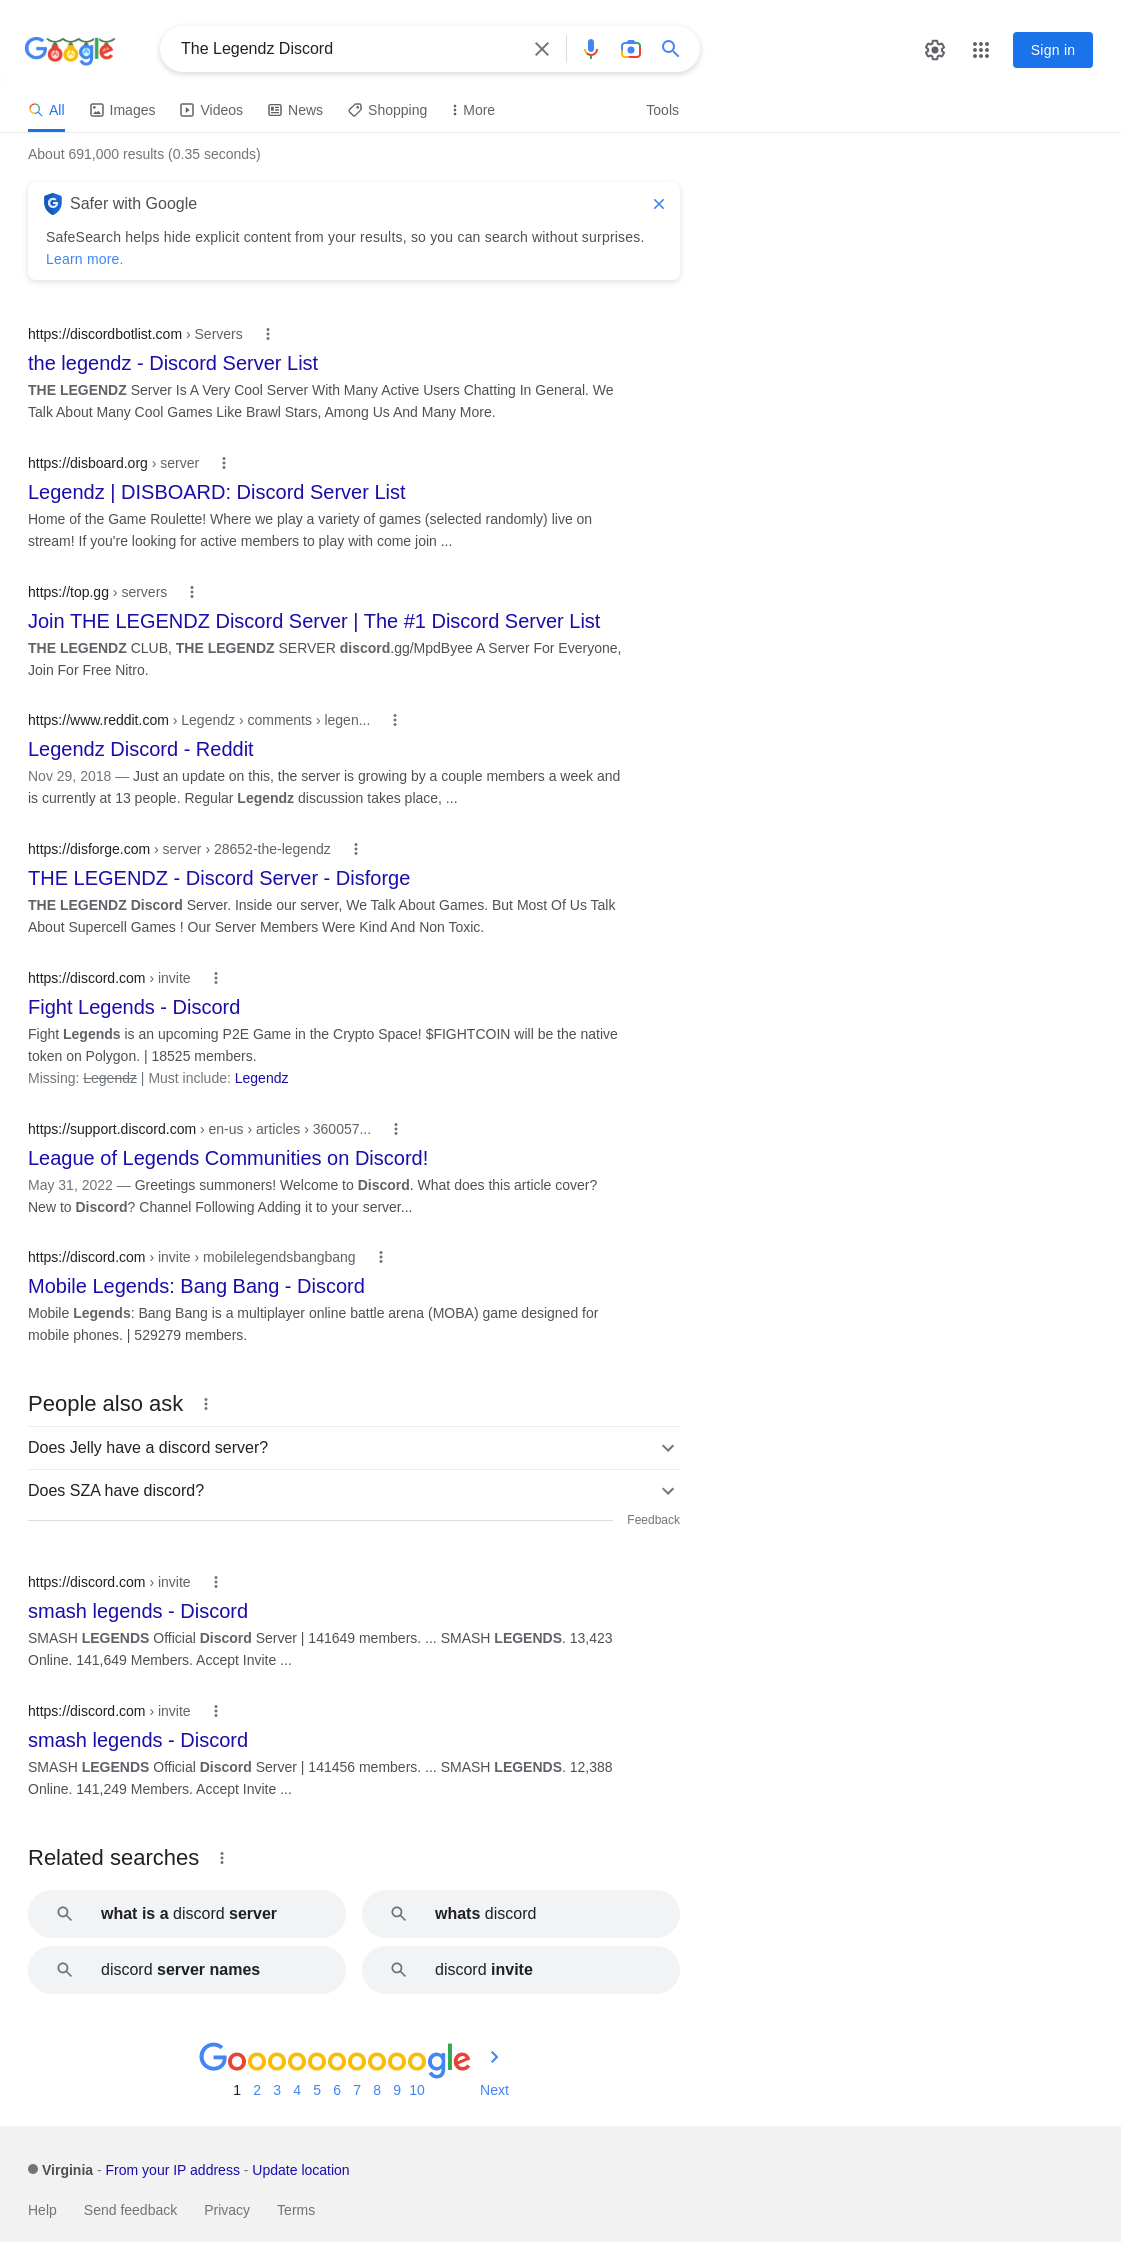 Google
The Legendz Discord
Sign in
All Images Videos News Shopping More Tools
About 691,000 results (0.35 seconds)
Safer with Google
SafeSearch helps hide explicit content from your results, so you can search without surprises.
Learn more.
https://discordbotlist.com › Servers
the legendz - Discord Server List
THE LEGENDZ Server Is A Very Cool Server With Many Active Users Chatting In General. We
Talk About Many Cool Games Like Brawl Stars, Among Us And Many More.
https://disboard.org › server
Legendz | DISBOARD: Discord Server List
Home of the Game Roulette! Where we play a variety of games (selected randomly) live on
stream! If you're looking for active members to play with come join ...
https://top.gg › servers
Join THE LEGENDZ Discord Server | The #1 Discord Server List
THE LEGENDZ CLUB, THE LEGENDZ SERVER discord.gg/MpdByee A Server For Everyone,
Join For Free Nitro.
https://www.reddit.com › Legendz › comments › legen...
Legendz Discord - Reddit
Nov 29, 2018 — Just an update on this, the server is growing by a couple members a week and
is currently at 13 people. Regular Legendz discussion takes place, ...
https://disforge.com › server › 28652-the-legendz
THE LEGENDZ - Discord Server - Disforge
THE LEGENDZ Discord Server. Inside our server, We Talk About Games. But Most Of Us Talk
About Supercell Games ! Our Server Members Were Kind And Non Toxic.
https://discord.com › invite
Fight Legends - Discord
Fight Legends is an upcoming P2E Game in the Crypto Space! $FIGHTCOIN will be the native
token on Polygon. | 18525 members.
Missing: Legendz | Must include: Legendz
https://support.discord.com › en-us › articles › 360057...
League of Legends Communities on Discord!
May 31, 2022 — Greetings summoners! Welcome to Discord. What does this article cover?
New to Discord? Channel Following Adding it to your server...
https://discord.com › invite › mobilelegendsbangbang
Mobile Legends: Bang Bang - Discord
Mobile Legends: Bang Bang is a multiplayer online battle arena (MOBA) game designed for
mobile phones. | 529279 members.
People also ask
Does Jelly have a discord server?
Does SZA have discord?
Feedback
https://discord.com › invite
smash legends - Discord
SMASH LEGENDS Official Discord Server | 141649 members. ... SMASH LEGENDS. 13,423
Online. 141,649 Members. Accept Invite ...
https://discord.com › invite
smash legends - Discord
SMASH LEGENDS Official Discord Server | 141456 members. ... SMASH LEGENDS. 12,388
Online. 141,249 Members. Accept Invite ...
Related searches
what is a discord server
whats discord
discord server names
discord invite
Goooooooooogle
1 2 3 4 5 6 7 8 9 10 Next
Virginia - From your IP address - Update location
Help Send feedback Privacy Terms